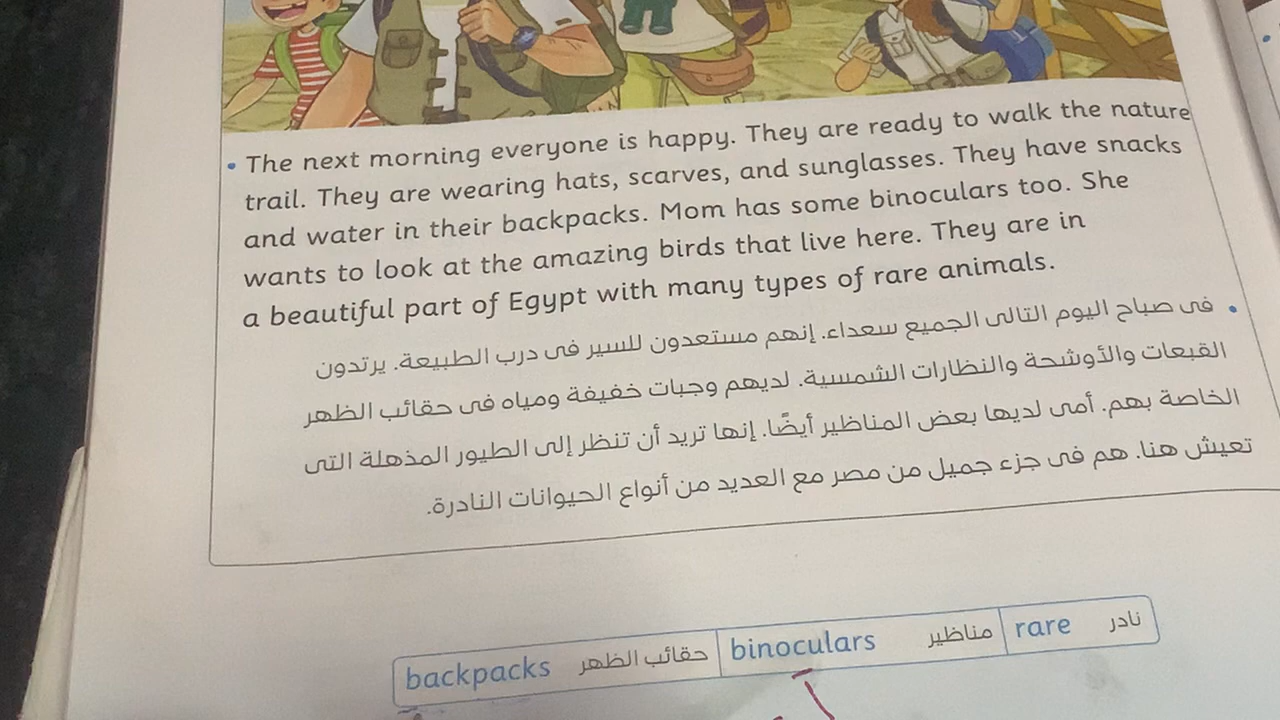 • The next morning everyone is happy. They are ready to walk the nature
trail. They are wearing hats, scarves, and sunglasses. They have snacks
and water in their backpacks. Mom has some binoculars too. She
wants to look at the amazing birds that live here. They are in
a beautiful part of Egypt with many types of rare animals.
• فى صباح اليوم التالى الجميع سعداء. إنهم مستعدون للسير فى درب الطبيعة. يرتدون
القبعات والأوشحة والنظارات الشمسية. لديهم وجبات خفيفة ومياه فى حقائب الظهر
الخاصة بهم. أمى لديها بعض المناظير أيضًا. إنها تريد أن تنظر إلى الطيور المذهلة التى
تعيش هنا. هم فى جزء جميل من مصر مع العديد من أنواع الحيوانات النادرة.
backpacks حقائب الظهر binoculars مناظير rare نادر